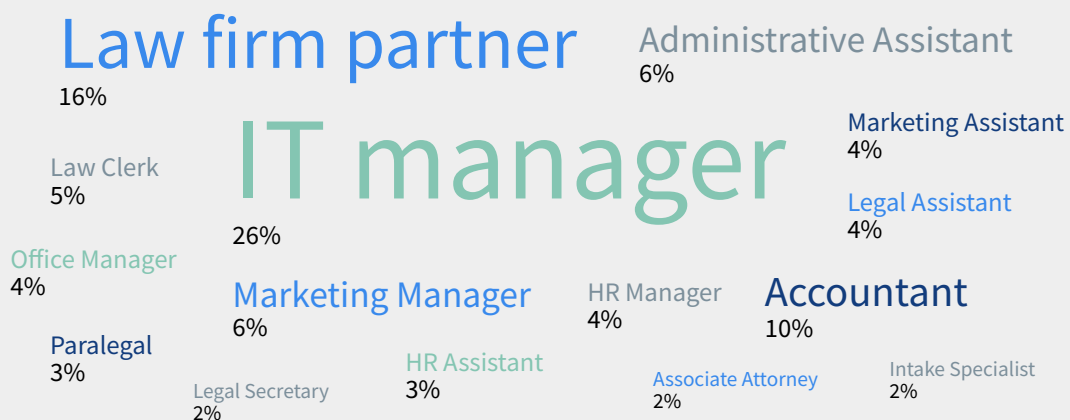 Law firm partner
16%
Administrative Assistant
6%
IT manager
26%
Marketing Assistant
4%
Law Clerk
5%
Legal Assistant
4%
Office Manager
4%
Marketing Manager
6%
HR Manager
4%
Accountant
10%
Paralegal
3%
HR Assistant
3%
Legal Secretary
2%
Associate Attorney
2%
Intake Specialist
2%